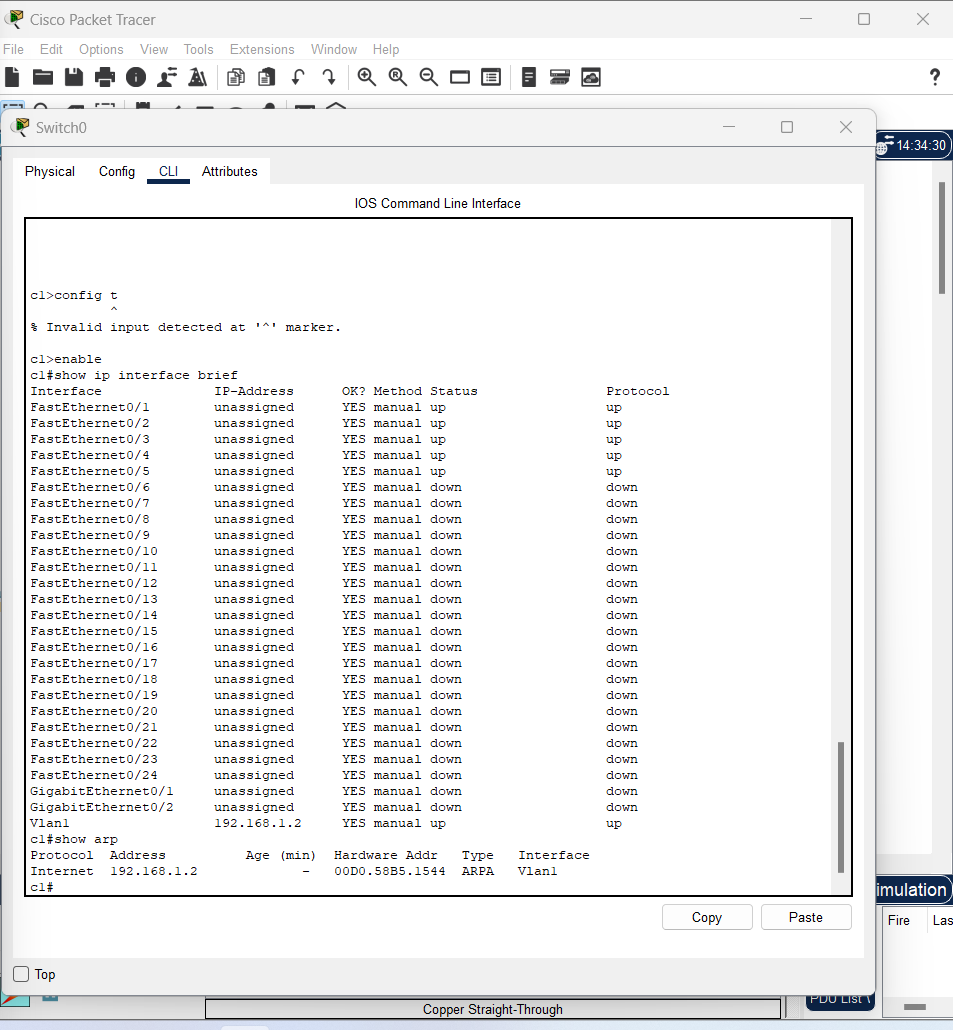 Cisco Packet Tracer
File Edit Options View Tools Extensions Window Help
?
Switch0
14:34:30
Physical Config CLI Attributes
IOS Command Line Interface
c1>config t
^
% Invalid input detected at '^' marker.
c1>enable
c1#show ip interface brief
Interface IP-Address OK? Method Status Protocol
FastEthernet0/1 unassigned YES manual up up
FastEthernet0/2 unassigned YES manual up up
FastEthernet0/3 unassigned YES manual up up
FastEthernet0/4 unassigned YES manual up up
FastEthernet0/5 unassigned YES manual up up
FastEthernet0/6 unassigned YES manual down down
FastEthernet0/7 unassigned YES manual down down
FastEthernet0/8 unassigned YES manual down down
FastEthernet0/9 unassigned YES manual down down
FastEthernet0/10 unassigned YES manual down down
FastEthernet0/11 unassigned YES manual down down
FastEthernet0/12 unassigned YES manual down down
FastEthernet0/13 unassigned YES manual down down
FastEthernet0/14 unassigned YES manual down down
FastEthernet0/15 unassigned YES manual down down
FastEthernet0/16 unassigned YES manual down down
FastEthernet0/17 unassigned YES manual down down
FastEthernet0/18 unassigned YES manual down down
FastEthernet0/19 unassigned YES manual down down
FastEthernet0/20 unassigned YES manual down down
FastEthernet0/21 unassigned YES manual down down
FastEthernet0/22 unassigned YES manual down down
FastEthernet0/23 unassigned YES manual down down
FastEthernet0/24 unassigned YES manual down down
GigabitEthernet0/1 unassigned YES manual down down
GigabitEthernet0/2 unassigned YES manual down down
Vlan1 192.168.1.2 YES manual up up
c1#show arp
Protocol Address Age (min) Hardware Addr Type Interface
Internet 192.168.1.2 - 00D0.58B5.1544 ARPA Vlan1
c1#
imulation
Copy Paste
Fire Las
Top
PDU List
Copper Straight-Through